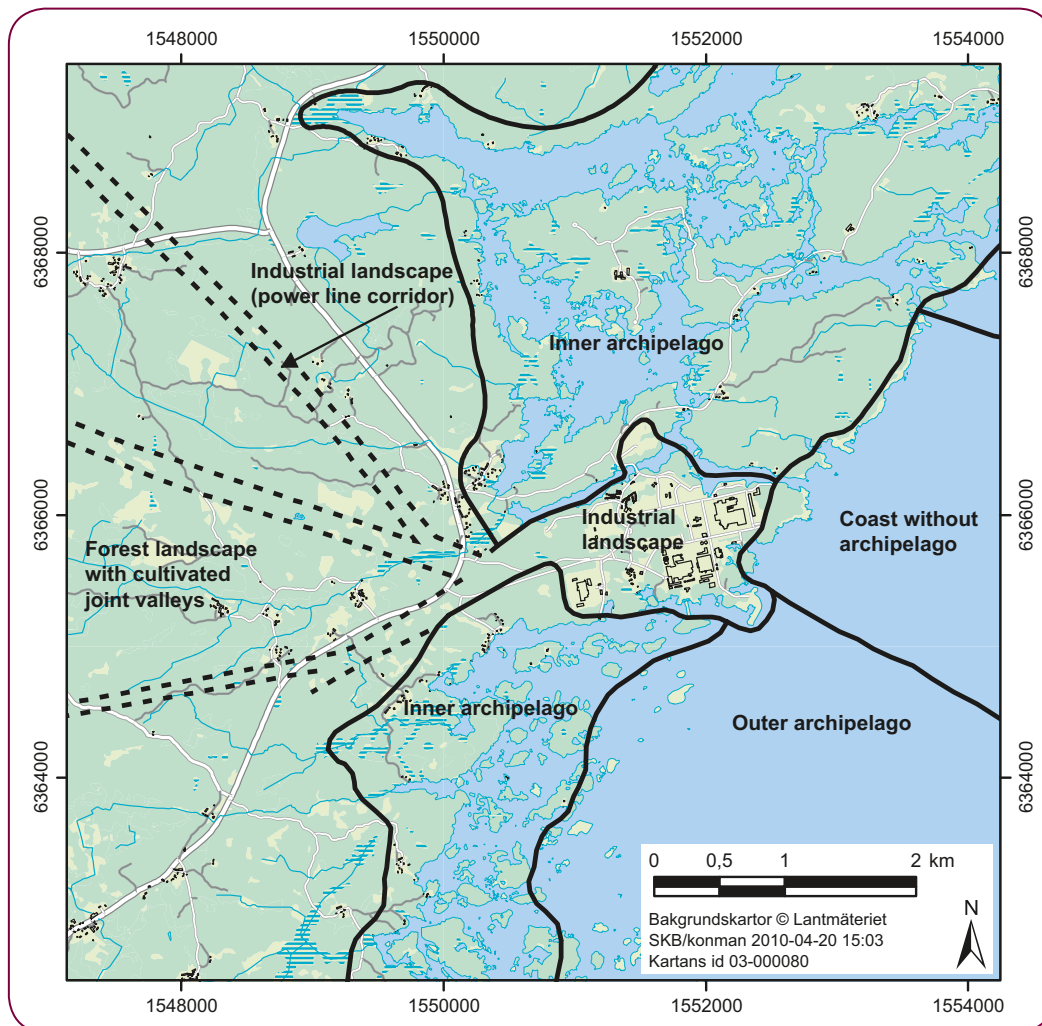 1548000
1550000
1552000
1554000
6368000
6368000
Industrial landscape
(power line corridor)
Inner archipelago
6366000
6366000
Industrial
landscape
Coast without
archipelago
Forest landscape
with cultivated
joint valleys
Inner archipelago
Outer archipelago
6364000
6364000
0 0,5 1 2 km
Bakgrundskartor © Lantmäteriet
SKB/konman 2010-04-20 15:03
Kartans id 03-000080
N
1548000
1550000
1552000
1554000